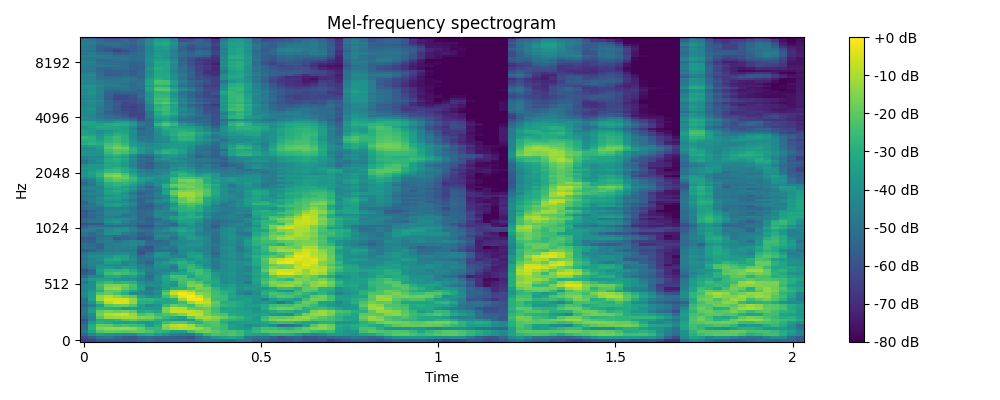 Mel-frequency spectrogram
8192
4096
2048
1024
512
0
Hz
0
0.5
1
1.5
2
Time
+0 dB
-10 dB
-20 dB
-30 dB
-40 dB
-50 dB
-60 dB
-70 dB
-80 dB